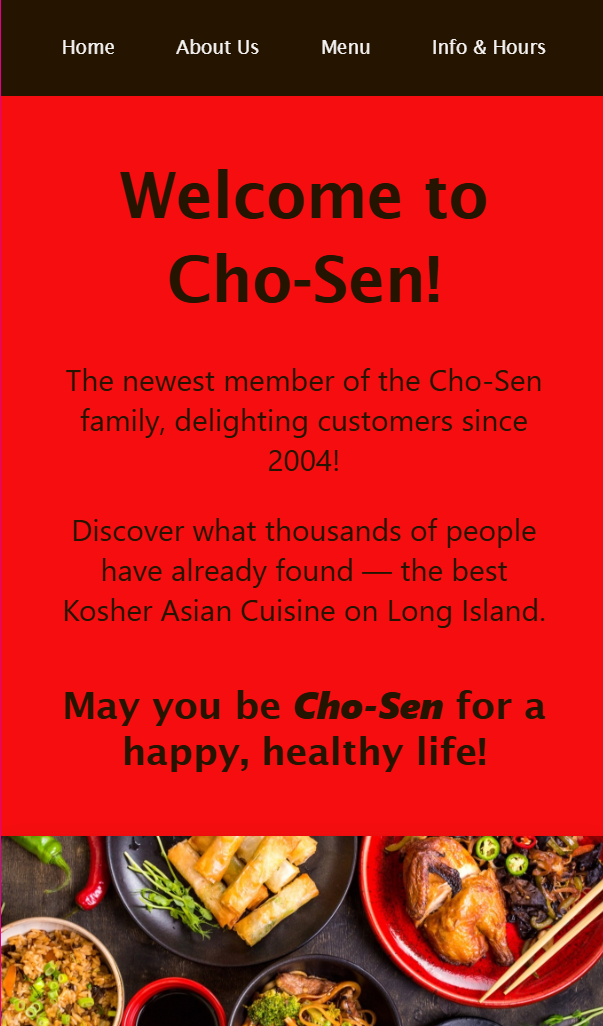 Home About Us Menu Info & Hours
Welcome to
Cho-Sen!
The newest member of the Cho-Sen
family, delighting customers since
2004!
Discover what thousands of people
have already found — the best
Kosher Asian Cuisine on Long Island.
May you be Cho-Sen for a
happy, healthy life!